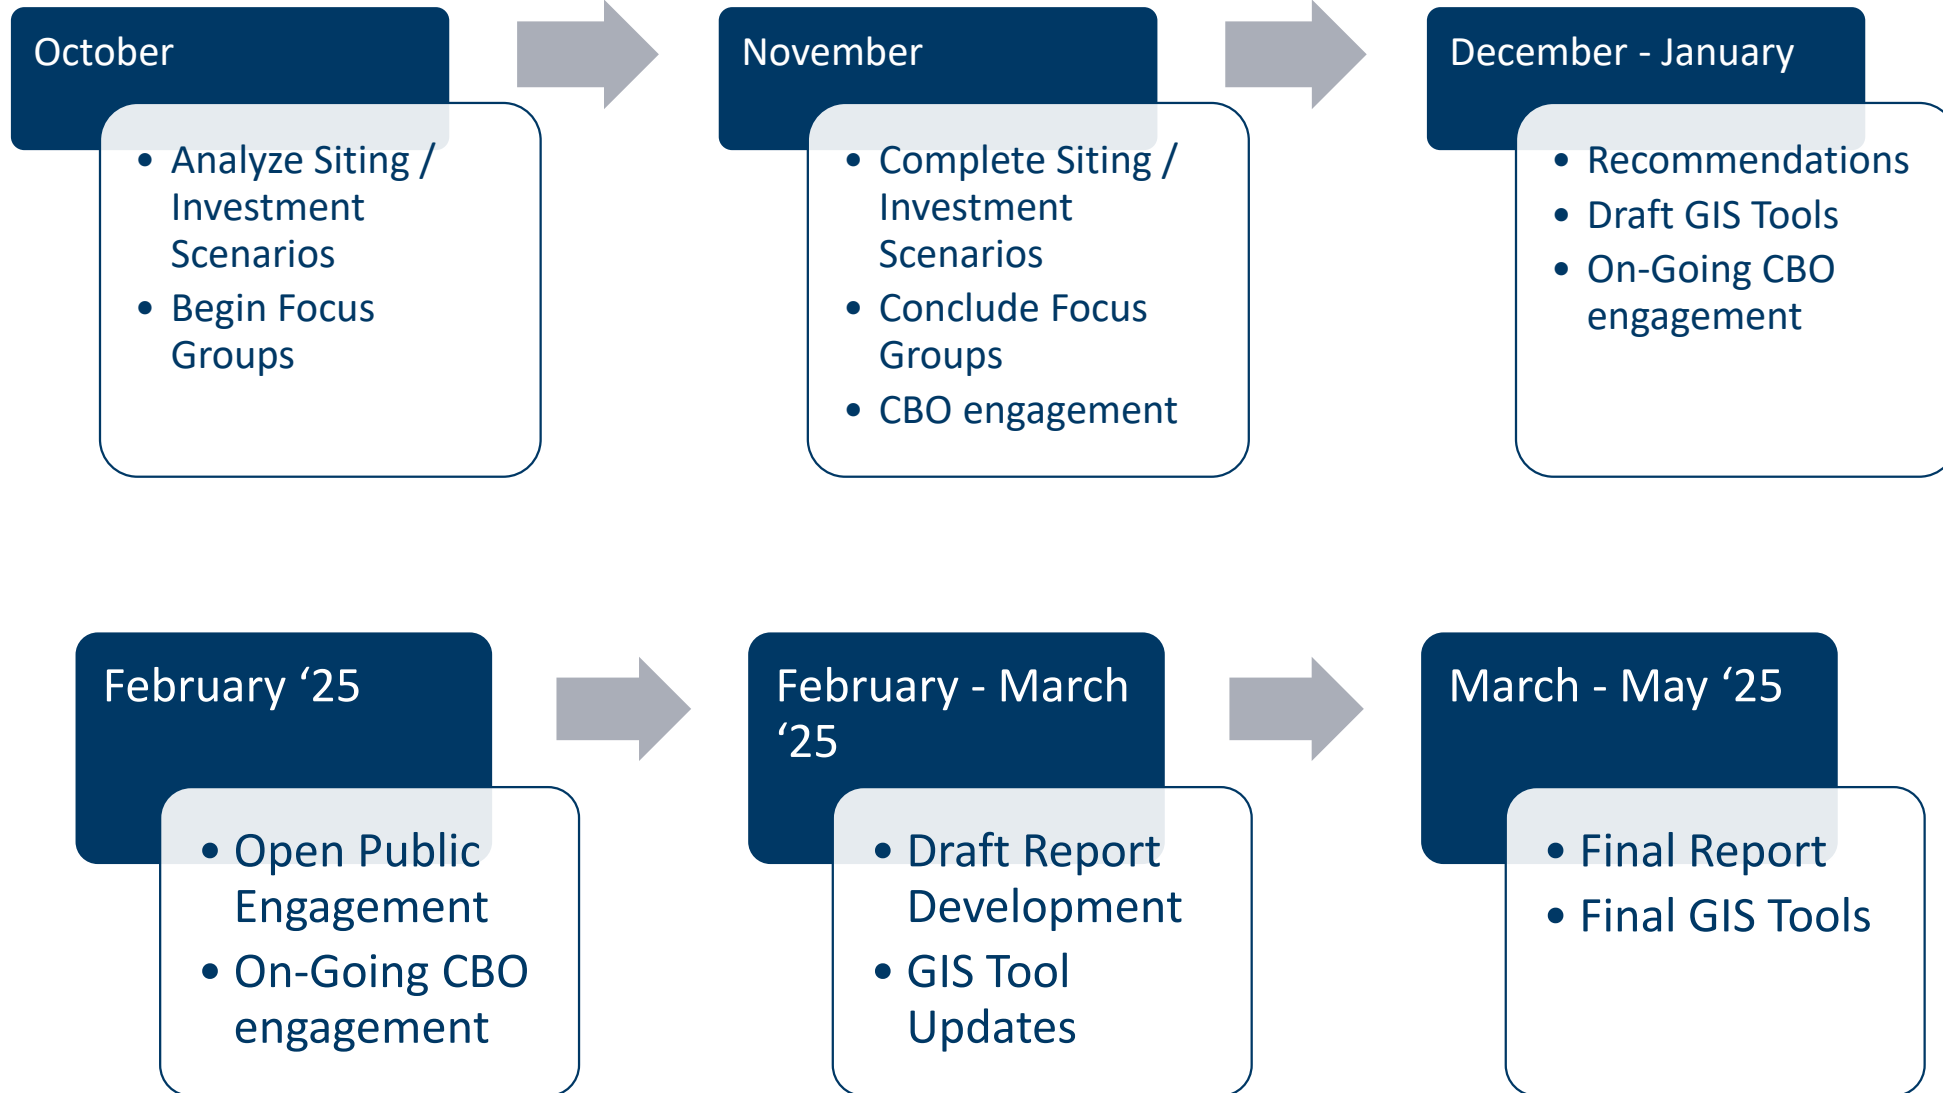 October
• Analyze Siting /
Investment
Scenarios
• Begin Focus
Groups
November
• Complete Siting /
Investment
Scenarios
• Conclude Focus
Groups
• CBO engagement
December - January
• Recommendations
• Draft GIS Tools
• On-Going CBO
engagement
February ‘25
• Open Public
Engagement
• On-Going CBO
engagement
February - March
‘25
• Draft Report
Development
• GIS Tool
Updates
March - May ‘25
• Final Report
• Final GIS Tools